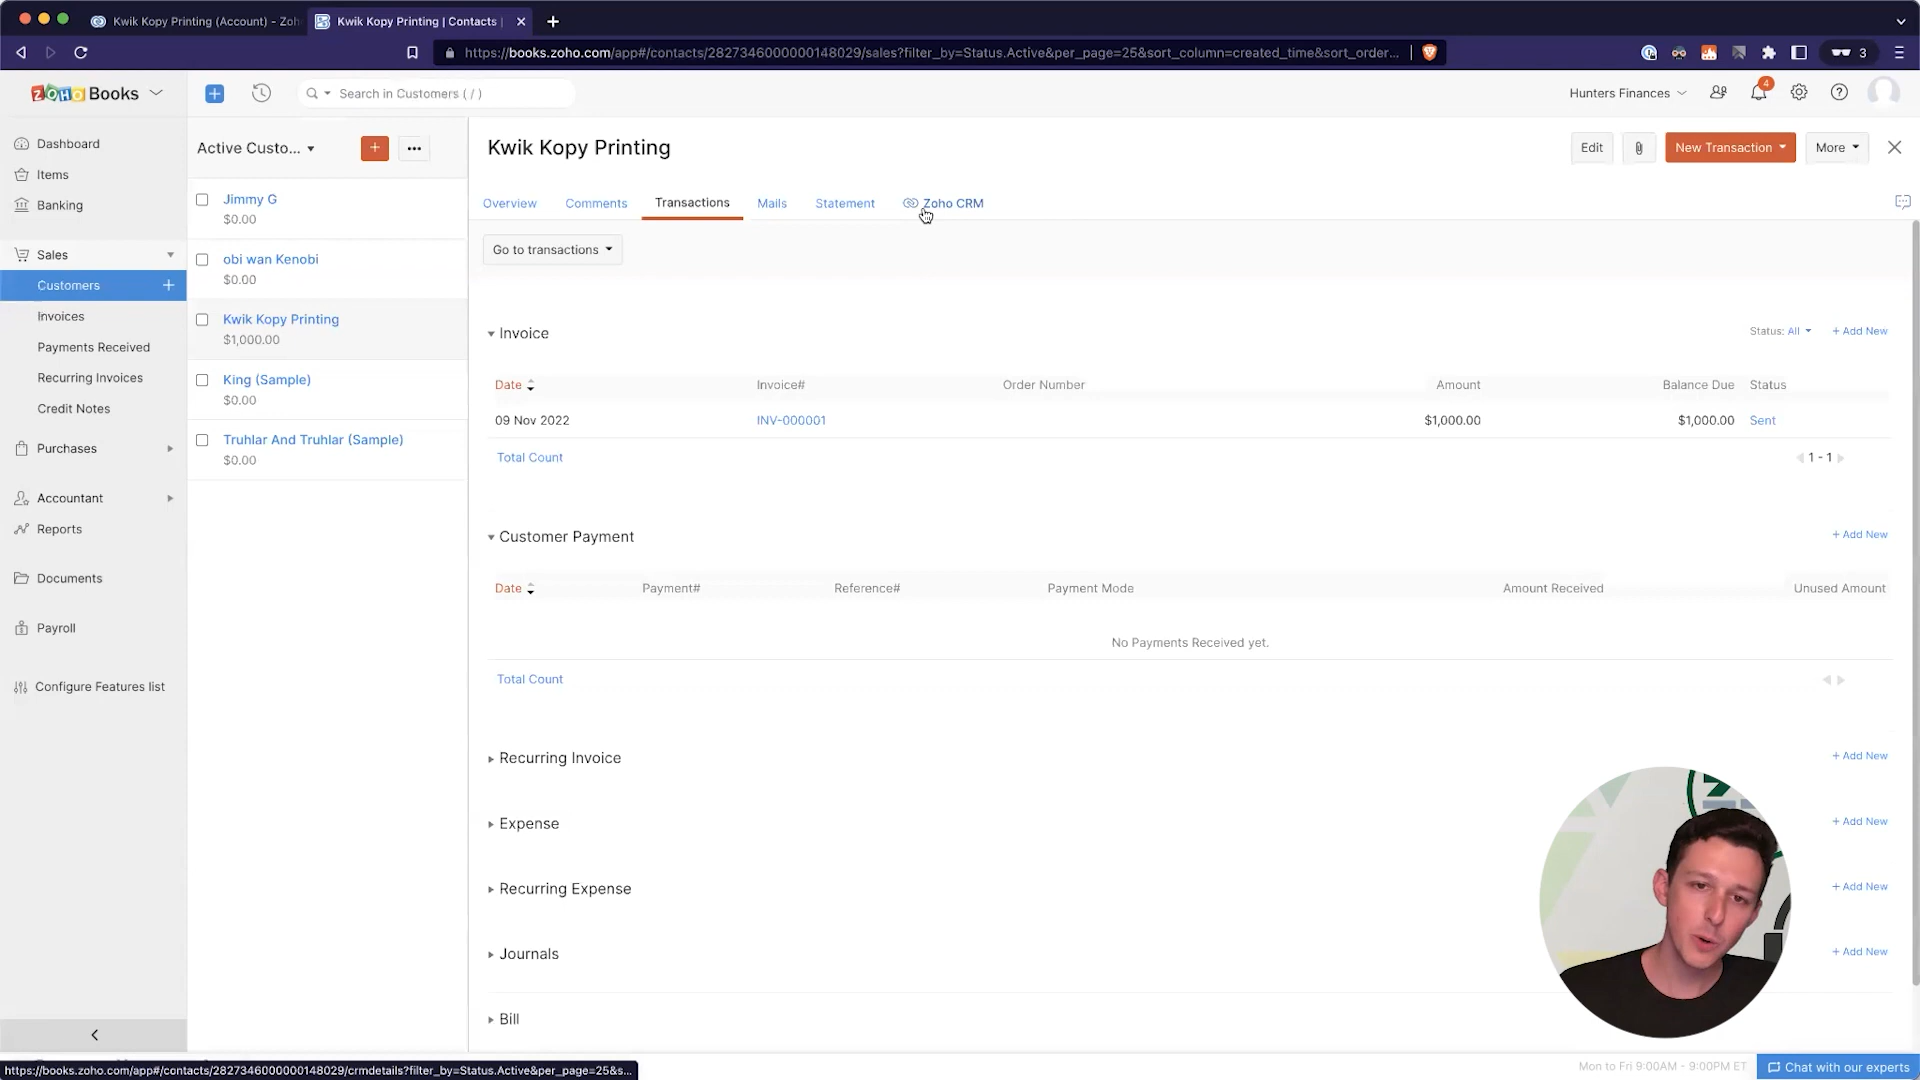 Kwik Kopy Printing (Account) - Zoh
Kwik Kopy Printing | Contacts |
https://books.zoho.com/app#/contacts/2827346000000148029/sales?filter_by=Status.Active&per_page=25&sort_column=created_time&sort_order...
3
ZOHO Books
Search in Customers ( / )
Hunters Finances
4
Dashboard
Items
Banking
Sales
Customers
Invoices
Payments Received
Recurring Invoices
Credit Notes
Purchases
Accountant
Reports
Documents
Payroll
Configure Features list
Active Custo...
Jimmy G
$0.00
obi wan Kenobi
$0.00
Kwik Kopy Printing
$1,000.00
King (Sample)
$0.00
Truhlar And Truhlar (Sample)
$0.00
Kwik Kopy Printing
Edit
New Transaction
More
Overview
Comments
Transactions
Mails
Statement
Zoho CRM
Go to transactions
Invoice
Status: All
+ Add New
Date
Invoice#
Order Number
Amount
Balance Due
Status
09 Nov 2022
INV-000001
$1,000.00
$1,000.00
Sent
Total Count
1 - 1
Customer Payment
+ Add New
Date
Payment#
Reference#
Payment Mode
Amount Received
Unused Amount
No Payments Received yet.
Total Count
Recurring Invoice
+ Add New
Expense
+ Add New
Recurring Expense
+ Add New
Journals
+ Add New
Bill
https://books.zoho.com/app#/contacts/2827346000000148029/crmdetails?filter_by=Status.Active&per_page=25&s...
Mon to Fri 9:00AM - 9:00PM ET
Chat with our experts